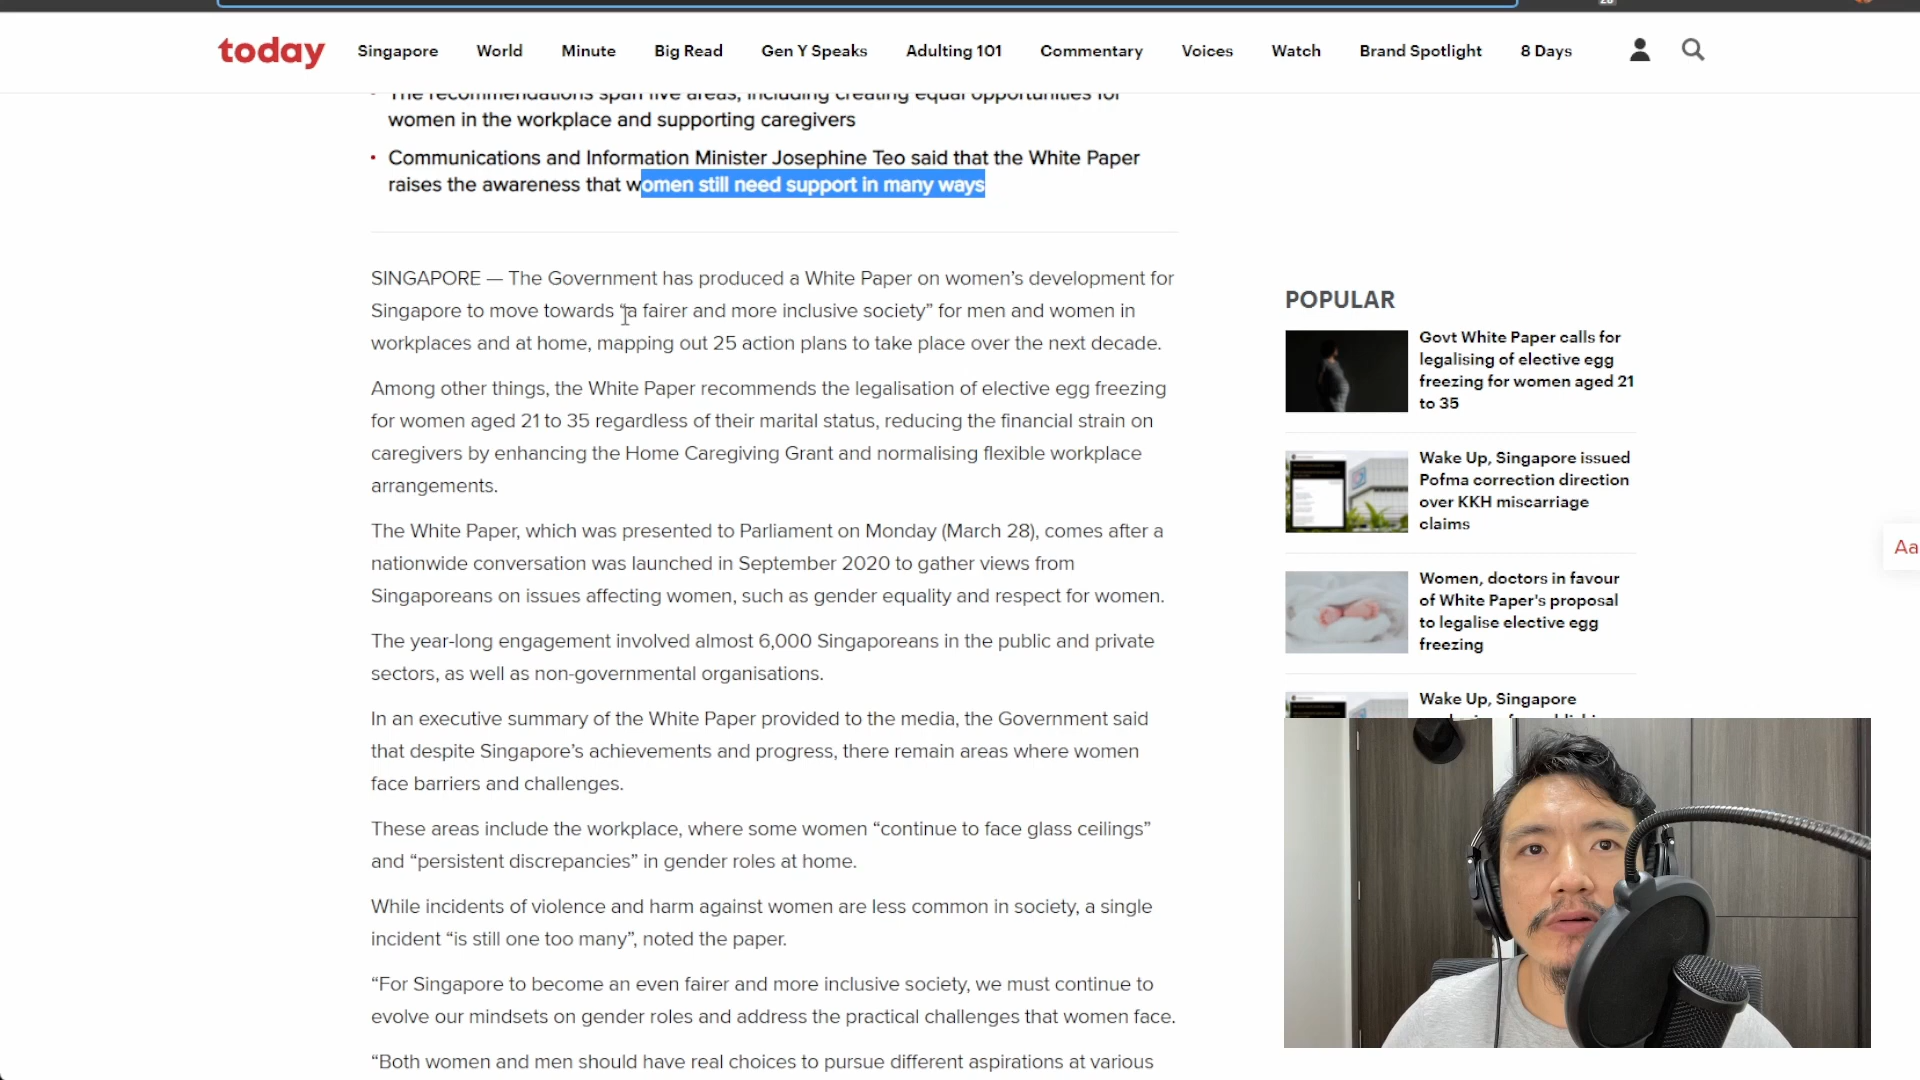 today
Singapore
World
Minute
Big Read
Gen Y Speaks
Adulting 101
Commentary
Voices
Watch
Brand Spotlight
8 Days
The recommendations span five areas, including creating equal opportunities for
women in the workplace and supporting caregivers
• Communications and Information Minister Josephine Teo said that the White Paper
raises the awareness that women still need support in many ways
SINGAPORE — The Government has produced a White Paper on women’s development for
Singapore to move towards “a fairer and more inclusive society” for men and women in
workplaces and at home, mapping out 25 action plans to take place over the next decade.
Among other things, the White Paper recommends the legalisation of elective egg freezing
for women aged 21 to 35 regardless of their marital status, reducing the financial strain on
caregivers by enhancing the Home Caregiving Grant and normalising flexible workplace
arrangements.
The White Paper, which was presented to Parliament on Monday (March 28), comes after a
nationwide conversation was launched in September 2020 to gather views from
Singaporeans on issues affecting women, such as gender equality and respect for women.
The year-long engagement involved almost 6,000 Singaporeans in the public and private
sectors, as well as non-governmental organisations.
In an executive summary of the White Paper provided to the media, the Government said
that despite Singapore’s achievements and progress, there remain areas where women
face barriers and challenges.
These areas include the workplace, where some women “continue to face glass ceilings”
and “persistent discrepancies” in gender roles at home.
While incidents of violence and harm against women are less common in society, a single
incident “is still one too many”, noted the paper.
“For Singapore to become an even fairer and more inclusive society, we must continue to
evolve our mindsets on gender roles and address the practical challenges that women face.
“Both women and men should have real choices to pursue different aspirations at various
POPULAR
Govt White Paper calls for
legalising of elective egg
freezing for women aged 21
to 35
Wake Up, Singapore issued
Pofma correction direction
over KKH miscarriage
claims
Women, doctors in favour
of White Paper's proposal
to legalise elective egg
freezing
Wake Up, Singapore
Aa